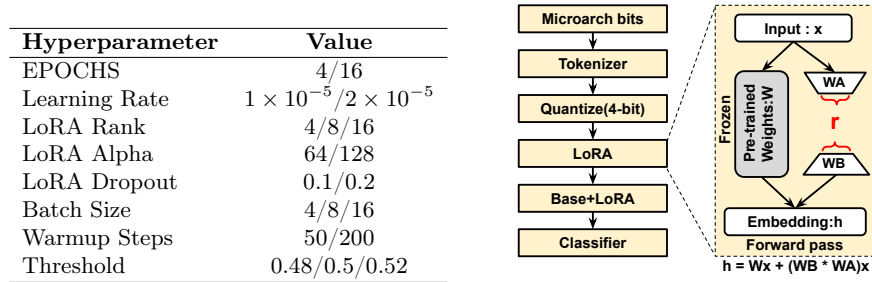 Hyperparameter Value
EPOCHS 4/16
Learning Rate 1 × 10⁻⁵/2 × 10⁻⁵
LoRA Rank 4/8/16
LoRA Alpha 64/128
LoRA Dropout 0.1/0.2
Batch Size 4/8/16
Warmup Steps 50/200
Threshold 0.48/0.5/0.52
Microarch bits
Tokenizer
Quantize(4-bit)
LoRA
Base+LoRA
Classifier
Input : x
Frozen
Pre-trained
Weights:W
WA
r
WB
Embedding:h
Forward pass
h = Wx + (WB * WA)x